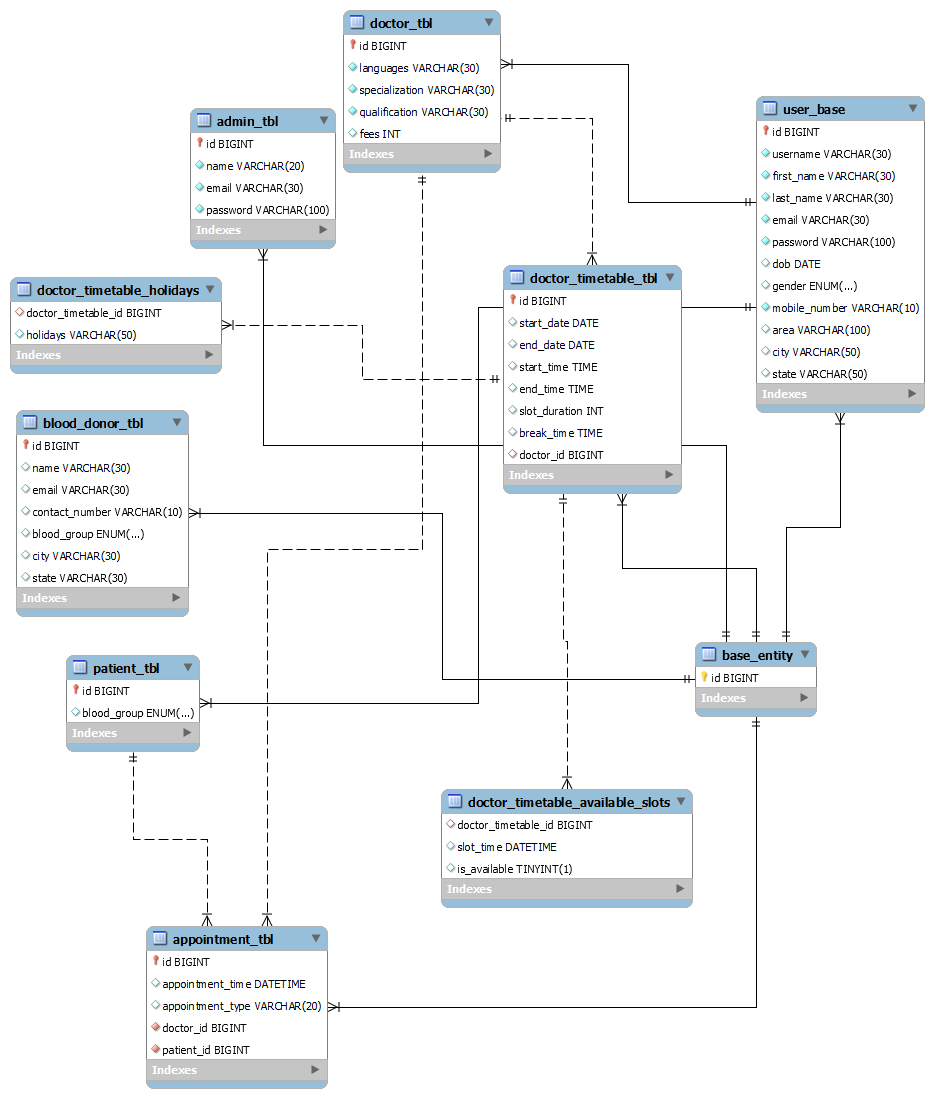 doctor_tbl
id BIGINT
languages VARCHAR(30)
specialization VARCHAR(30)
qualification VARCHAR(30)
fees INT
Indexes
admin_tbl
id BIGINT
name VARCHAR(20)
email VARCHAR(30)
password VARCHAR(100)
Indexes
user_base
id BIGINT
username VARCHAR(30)
first_name VARCHAR(30)
last_name VARCHAR(30)
email VARCHAR(30)
password VARCHAR(100)
dob DATE
gender ENUM(...)
mobile_number VARCHAR(10)
area VARCHAR(100)
city VARCHAR(50)
state VARCHAR(50)
Indexes
doctor_timetable_holidays
doctor_timetable_id BIGINT
holidays VARCHAR(50)
Indexes
doctor_timetable_tbl
id BIGINT
start_date DATE
end_date DATE
start_time TIME
end_time TIME
slot_duration INT
break_time TIME
doctor_id BIGINT
Indexes
blood_donor_tbl
id BIGINT
name VARCHAR(30)
email VARCHAR(30)
contact_number VARCHAR(10)
blood_group ENUM(...)
city VARCHAR(30)
state VARCHAR(30)
Indexes
base_entity
id BIGINT
Indexes
patient_tbl
id BIGINT
blood_group ENUM(...)
Indexes
doctor_timetable_available_slots
doctor_timetable_id BIGINT
slot_time DATETIME
is_available TINYINT(1)
Indexes
appointment_tbl
id BIGINT
appointment_time DATETIME
appointment_type VARCHAR(20)
doctor_id BIGINT
patient_id BIGINT
Indexes